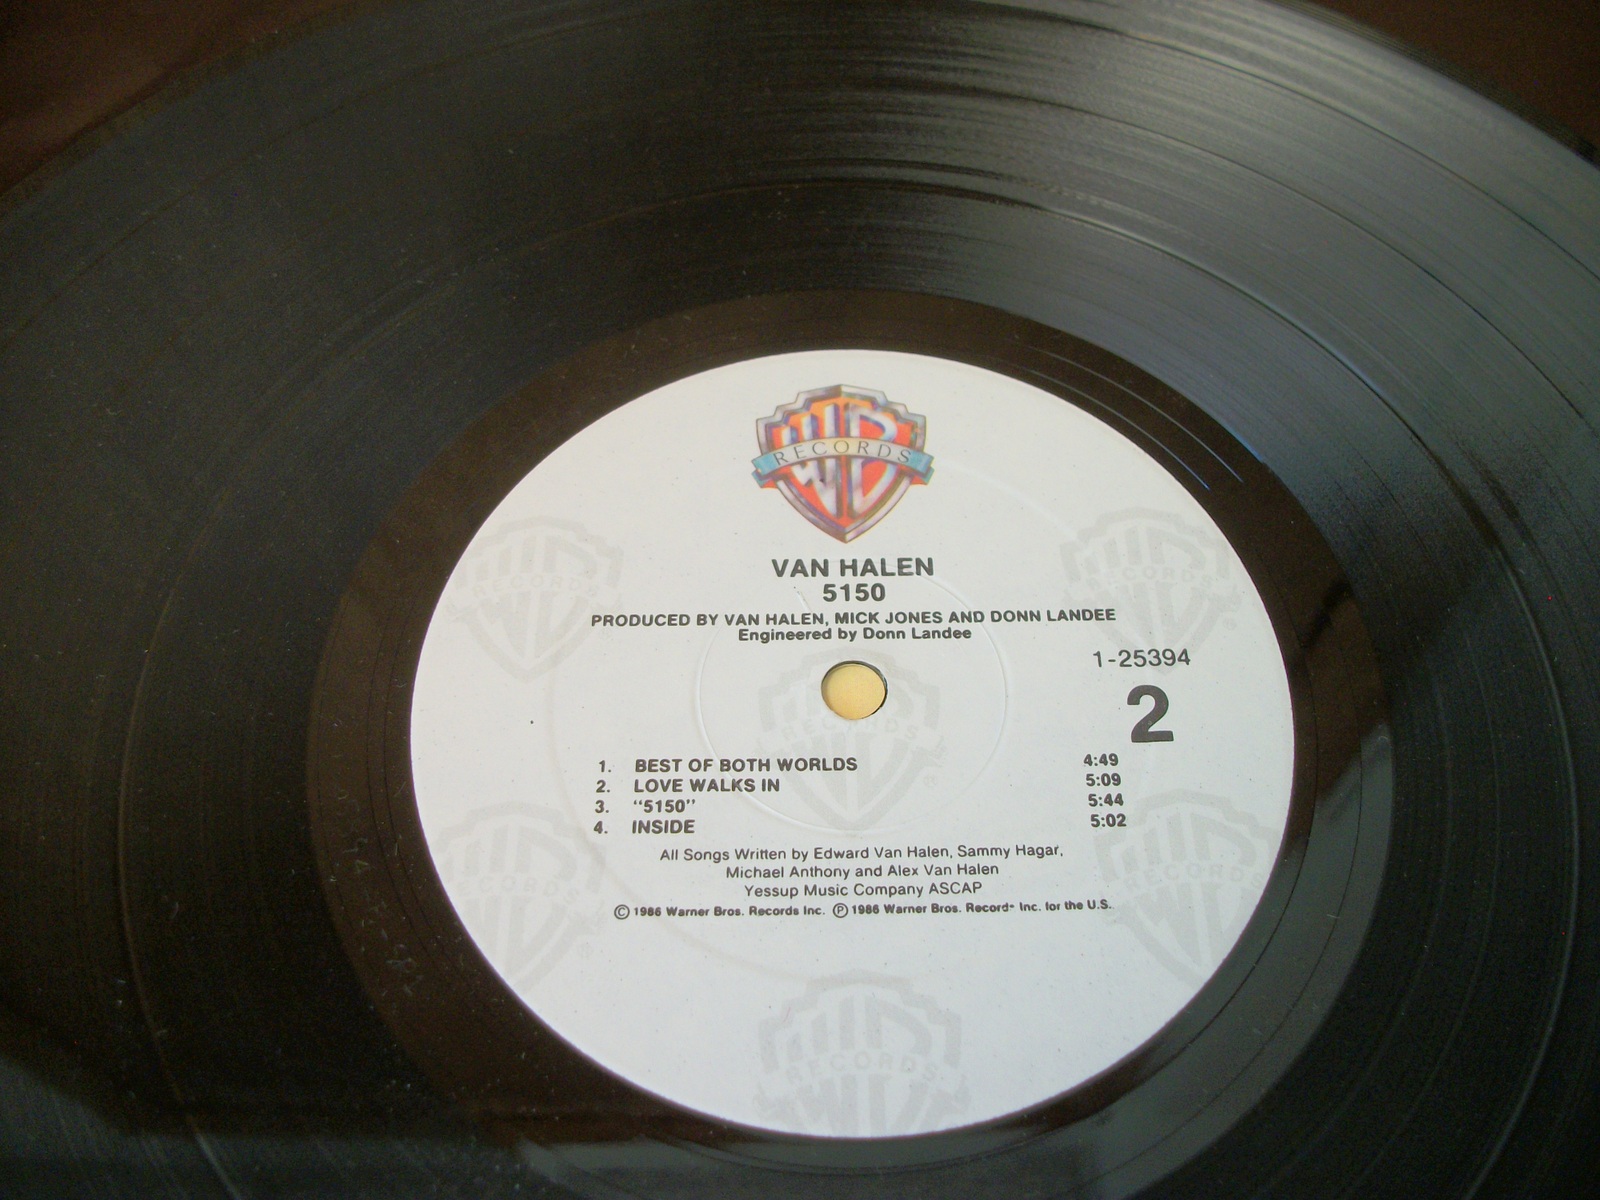 WB
RECORDS
VAN HALEN
5150
PRODUCED BY VAN HALEN, MICK JONES AND DONN LANDEE
Engineered by Donn Landee
1-25394
2
1. BEST OF BOTH WORLDS 4:49
2. LOVE WALKS IN 5:09
3. "5150" 5:44
4. INSIDE 5:02
All Songs Written by Edward Van Halen, Sammy Hagar,
Michael Anthony and Alex Van Halen
Yessup Music Company ASCAP
Ⓒ 1986 Warner Bros. Records Inc. Ⓟ 1986 Warner Bros. Records Inc. for the U.S.